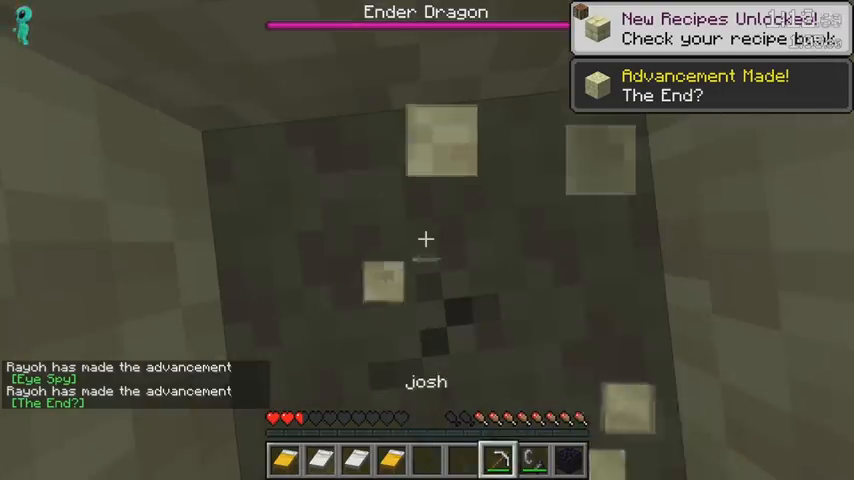 Ender Dragon
New Recipes Unlocked!
Check your recipe book
Advancement Made!
The End?
Rayoh has made the advancement
[Eye Spy]
Rayoh has made the advancement
[The End?]
josh